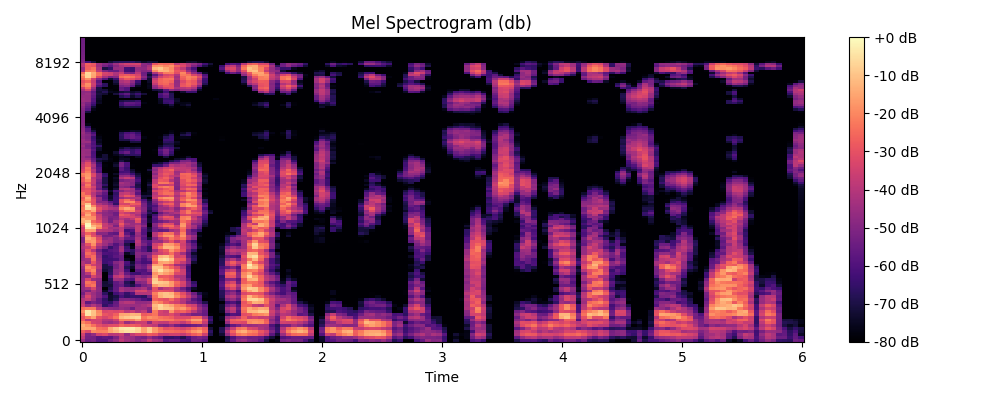 Mel Spectrogram (db)
Hz
8192
4096
2048
1024
512
0
0 1 2 3 4 5 6
Time
+0 dB
-10 dB
-20 dB
-30 dB
-40 dB
-50 dB
-60 dB
-70 dB
-80 dB